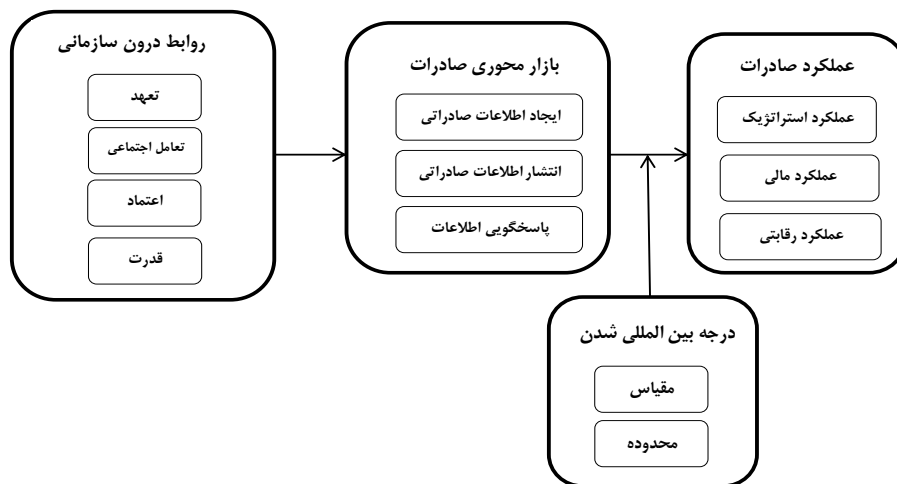 روابط درون سازمانی
تعهد
تعامل اجتماعی
اعتماد
قدرت
بازار محوری صادرات
ایجاد اطلاعات صادراتی
انتشار اطلاعات صادراتی
پاسخگویی اطلاعات
عملکرد صادرات
عملکرد استراتژیک
عملکرد مالی
عملکرد رقابتی
درجه بین المللی شدن
مقیاس
محدوده